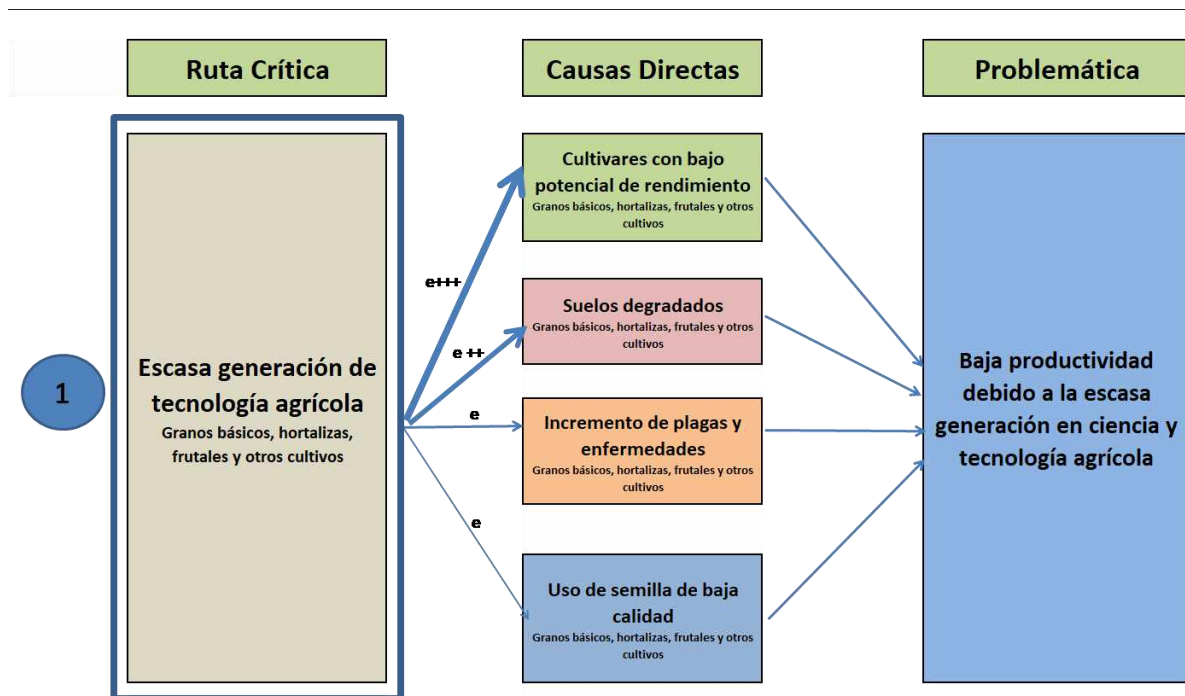 Ruta Crítica
Causas Directas
Problemática
1
Escasa generación de
tecnología agrícola
Granos básicos, hortalizas,
frutales y otros cultivos
e+++
e ++
e
e
Cultivares con bajo
potencial de rendimiento
Granos básicos, hortalizas, frutales y otros
cultivos
Suelos degradados
Granos básicos, hortalizas, frutales y otros
cultivos
Incremento de plagas y
enfermedades
Granos básicos, hortalizas, frutales y otros
cultivos
Uso de semilla de baja
calidad
Granos básicos, hortalizas, frutales y otros
cultivos
Baja productividad
debido a la escasa
generación en ciencia y
tecnología agrícola